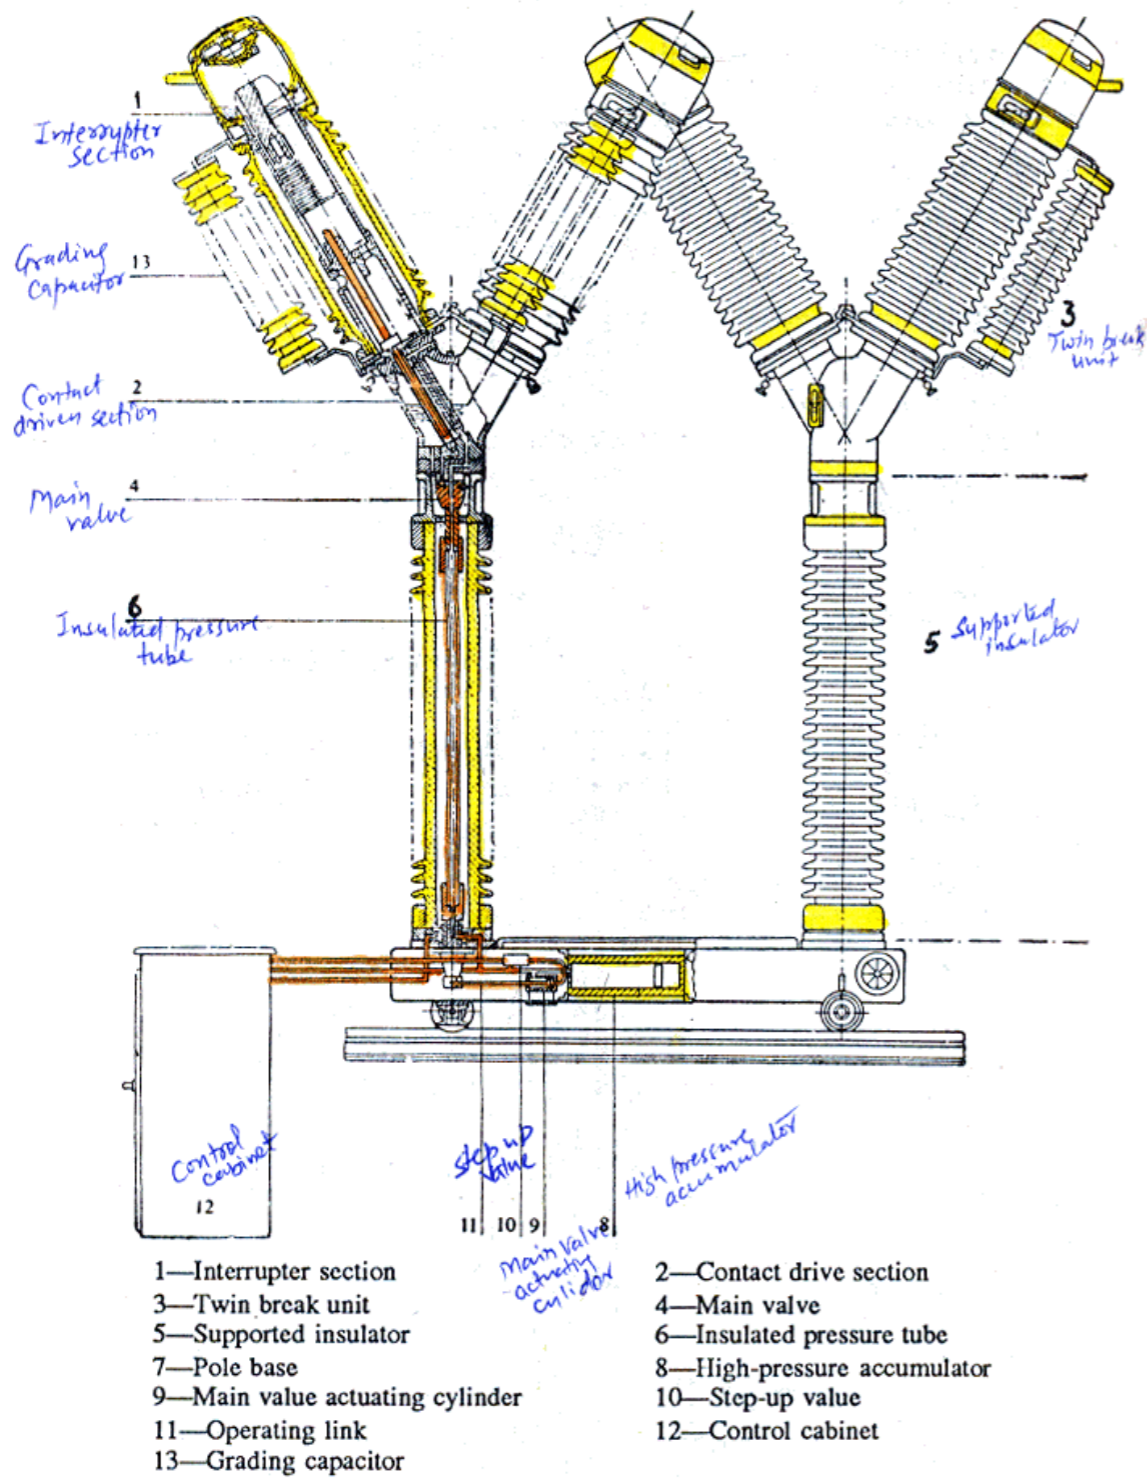 1
Interrupter
section
Grading
Capacitor
13
3
Twin break
unit
2
Contact
driven section
4
Main
valve
6
Insulated pressure
tube
5
Supported
insulator
Control
cabinet
12
Step up
value
High pressure
accumulator
11
10
9
8
Main valve
actuating
cylidor
1—Interrupter section
2—Contact drive section
3—Twin break unit
4—Main valve
5—Supported insulator
6—Insulated pressure tube
7—Pole base
8—High-pressure accumulator
9—Main value actuating cylinder
10—Step-up value
11—Operating link
12—Control cabinet
13—Grading capacitor